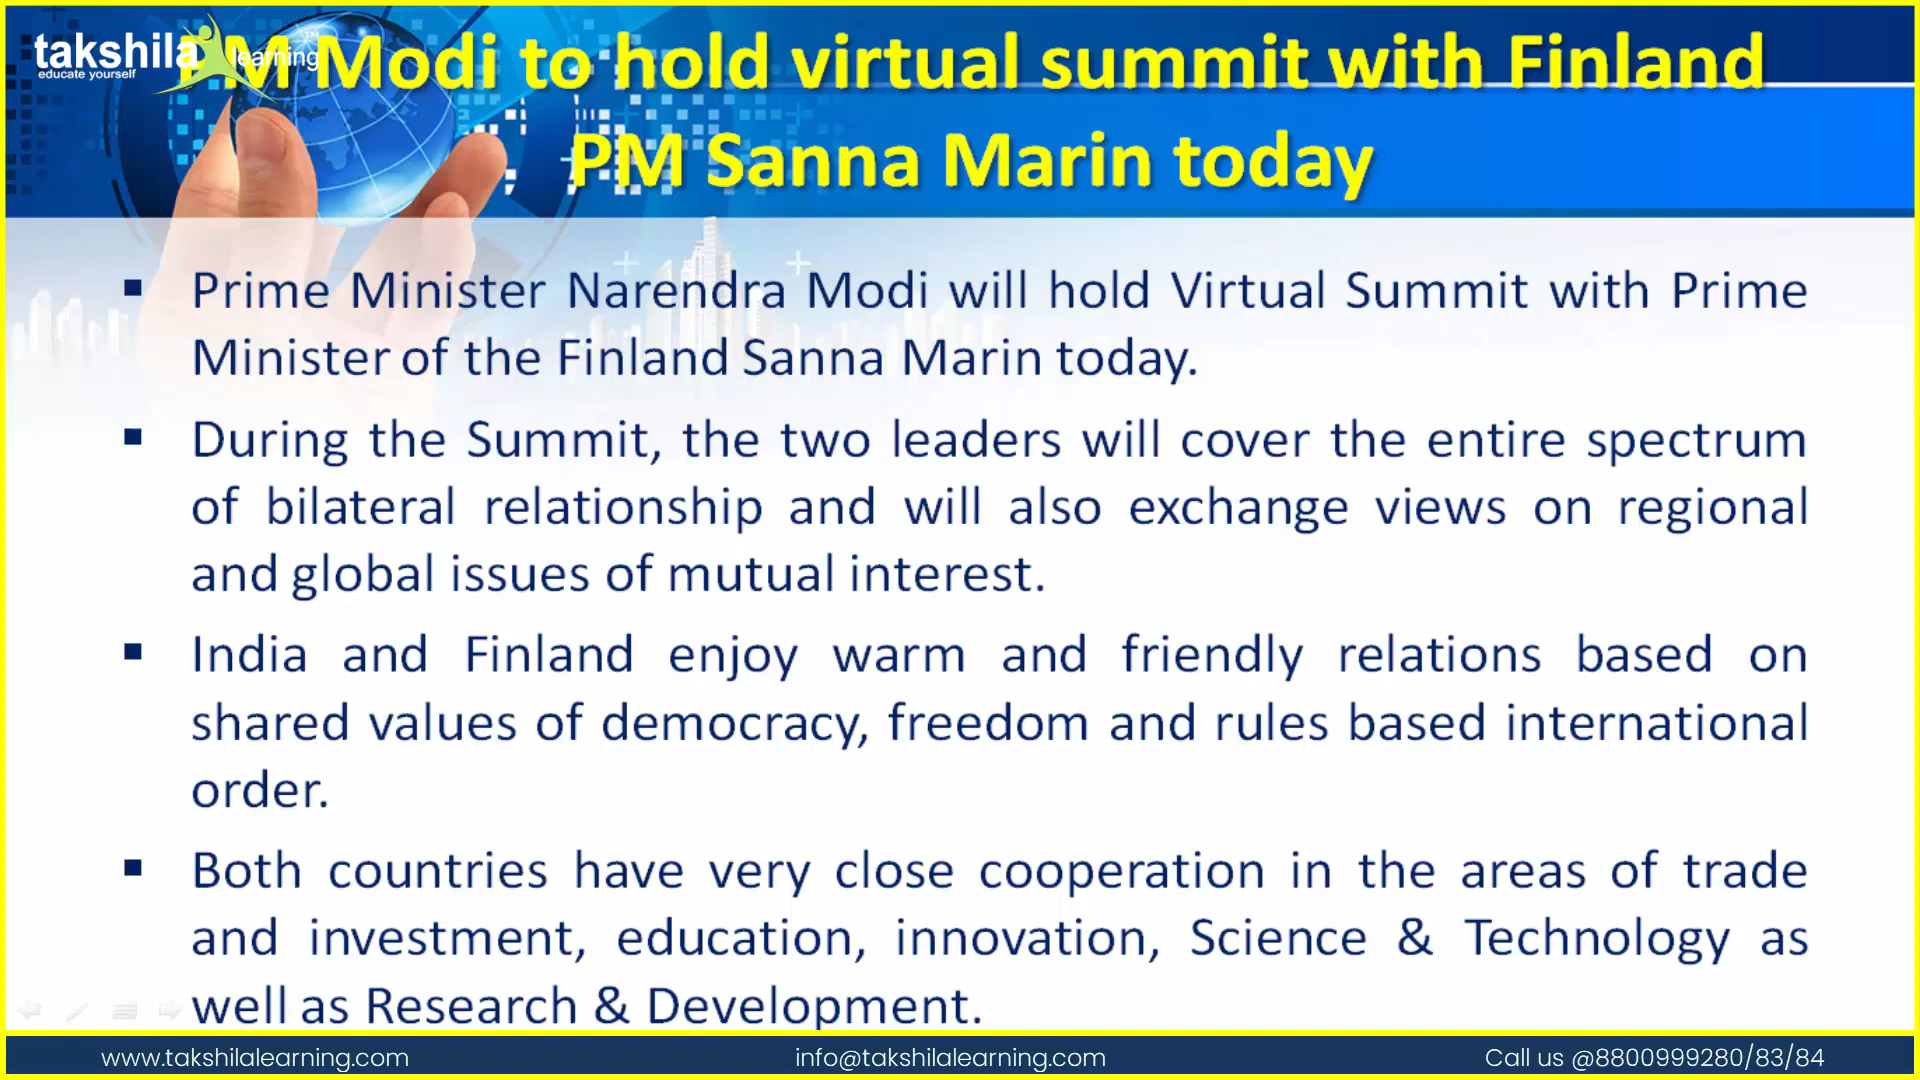 takshila learning TM
educate yourself
PM Modi to hold virtual summit with Finland
PM Sanna Marin today
▪ Prime Minister Narendra Modi will hold Virtual Summit with Prime
Minister of the Finland Sanna Marin today.
▪ During the Summit, the two leaders will cover the entire spectrum
of bilateral relationship and will also exchange views on regional
and global issues of mutual interest.
▪ India and Finland enjoy warm and friendly relations based on
shared values of democracy, freedom and rules based international
order.
▪ Both countries have very close cooperation in the areas of trade
and investment, education, innovation, Science & Technology as
well as Research & Development.
www.takshilalearning.com info@takshilalearning.com Call us @8800999280/83/84